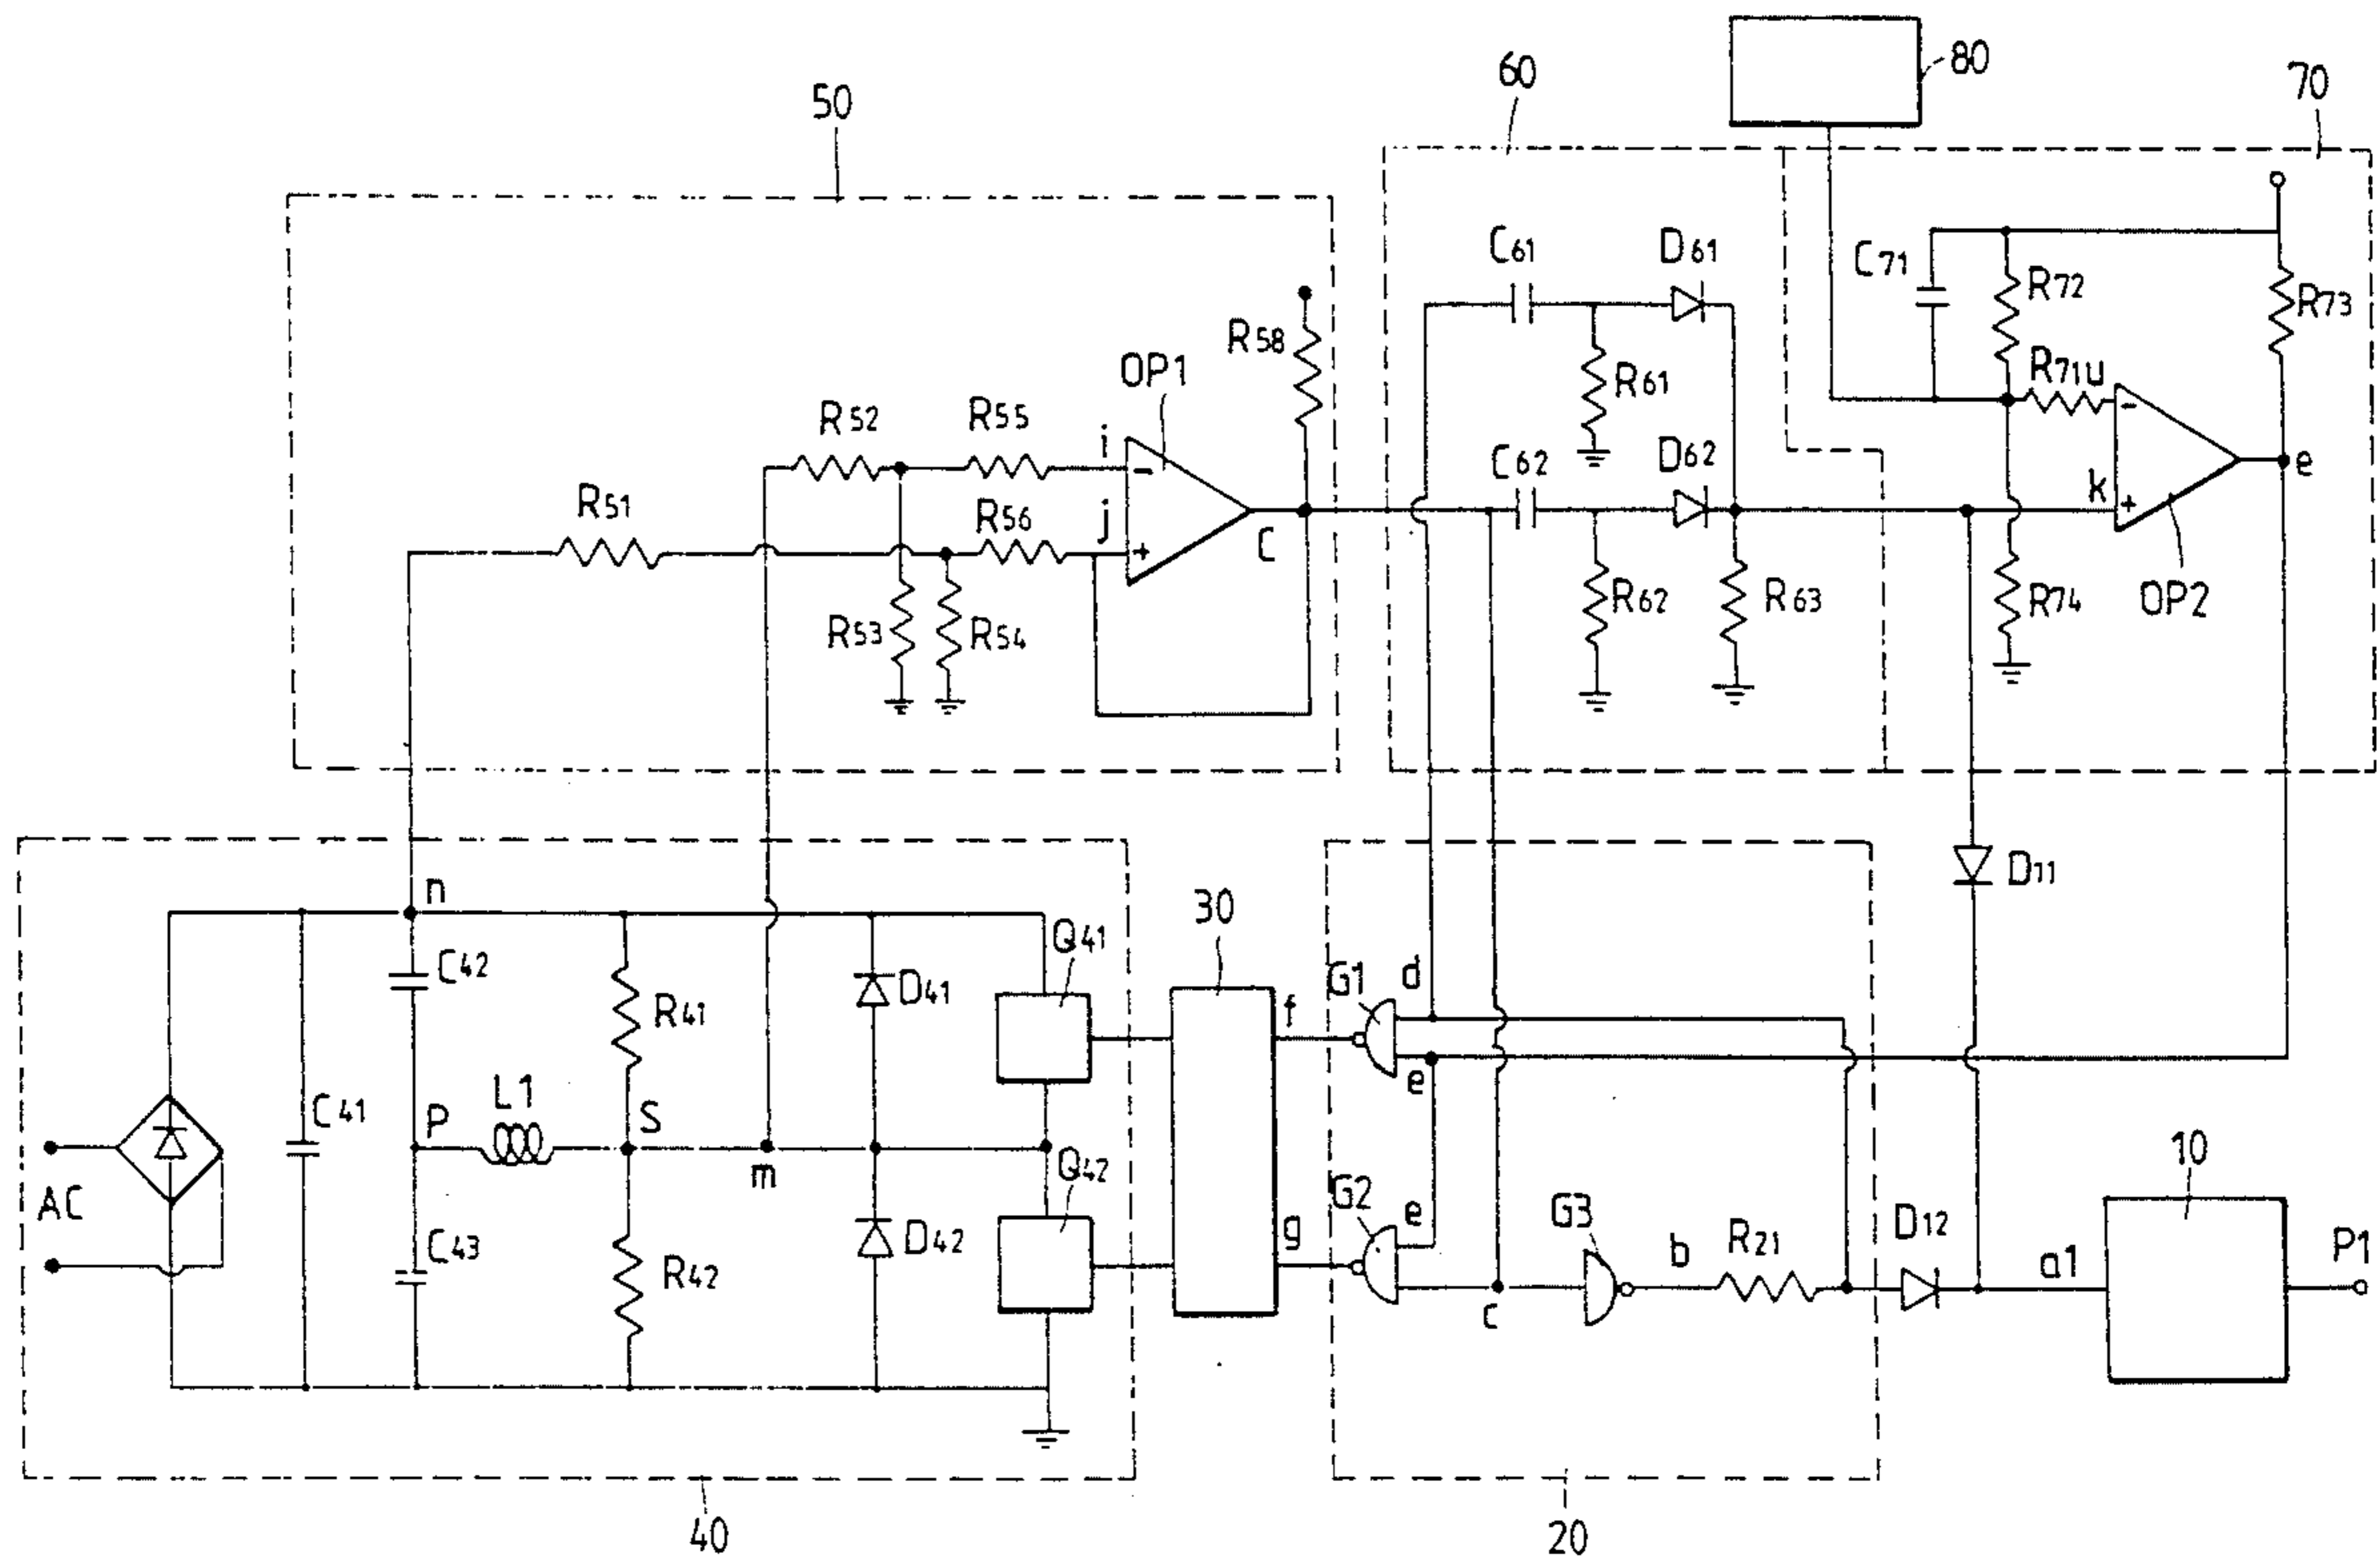 80
60
70
50
C61
D61
C71
R72
R73
R58
OP1
R61
R71 u
R52
R55
i
-
-
C62
D62
k
e
R51
j
R56
+
C
+
R62
R63
R74
OP2
R53
R54
n
30
Q41
D11
C42
D41
G1
d
R41
f
e
C41
P
L1
S
m
Q42
10
AC
G2
e
G3
b
R21
D12
P1
C43
R42
D42
g
c
a1
40
20